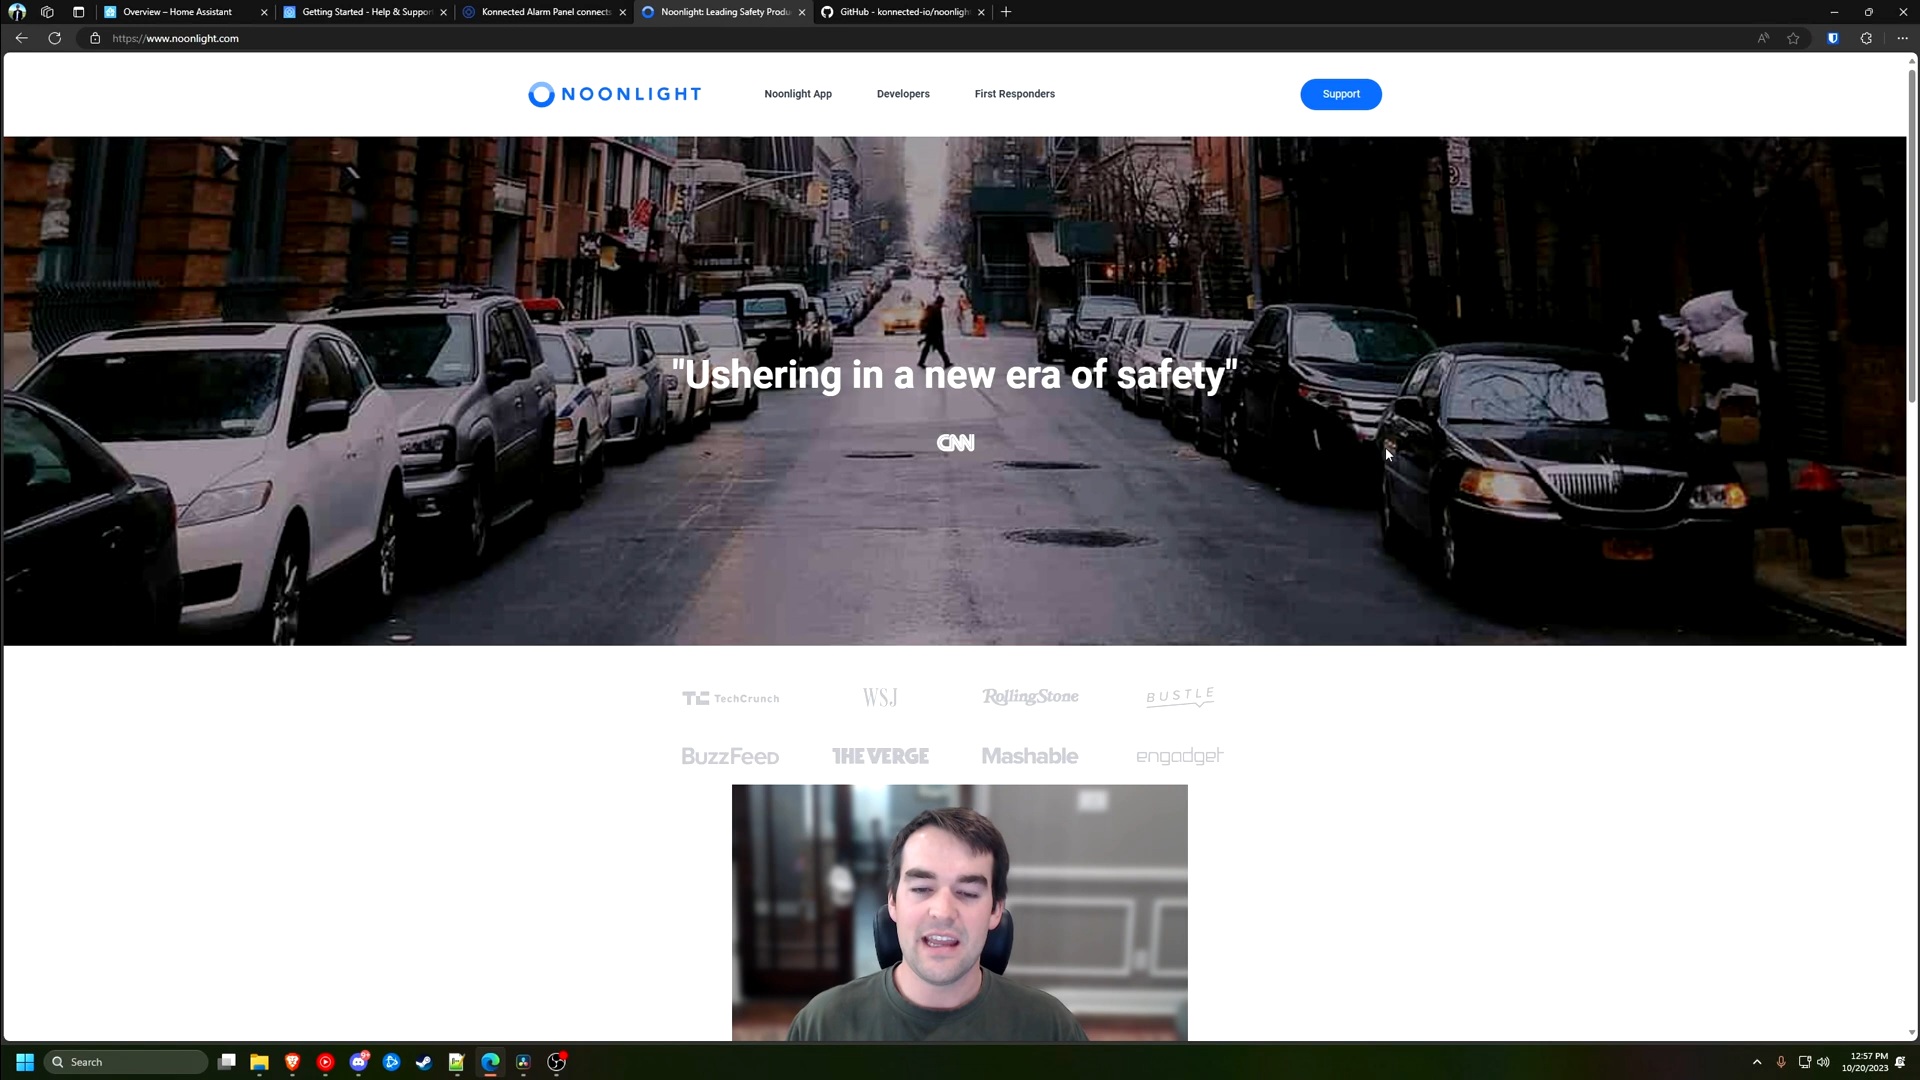 Overview – Home Assistant
Getting Started - Help & Suppor
Konnected Alarm Panel connects
Noonlight: Leading Safety Produ
GitHub - konnected-io/noonligh
https://www.noonlight.com
NOONLIGHT
Noonlight App
Developers
First Responders
Support
"Ushering in a new era of safety"
CNN
TC TechCrunch
WSJ
RollingStone
BUSTLE
BuzzFeed
THE VERGE
Mashable
engadget
Search
12:57 PM
10/20/2023